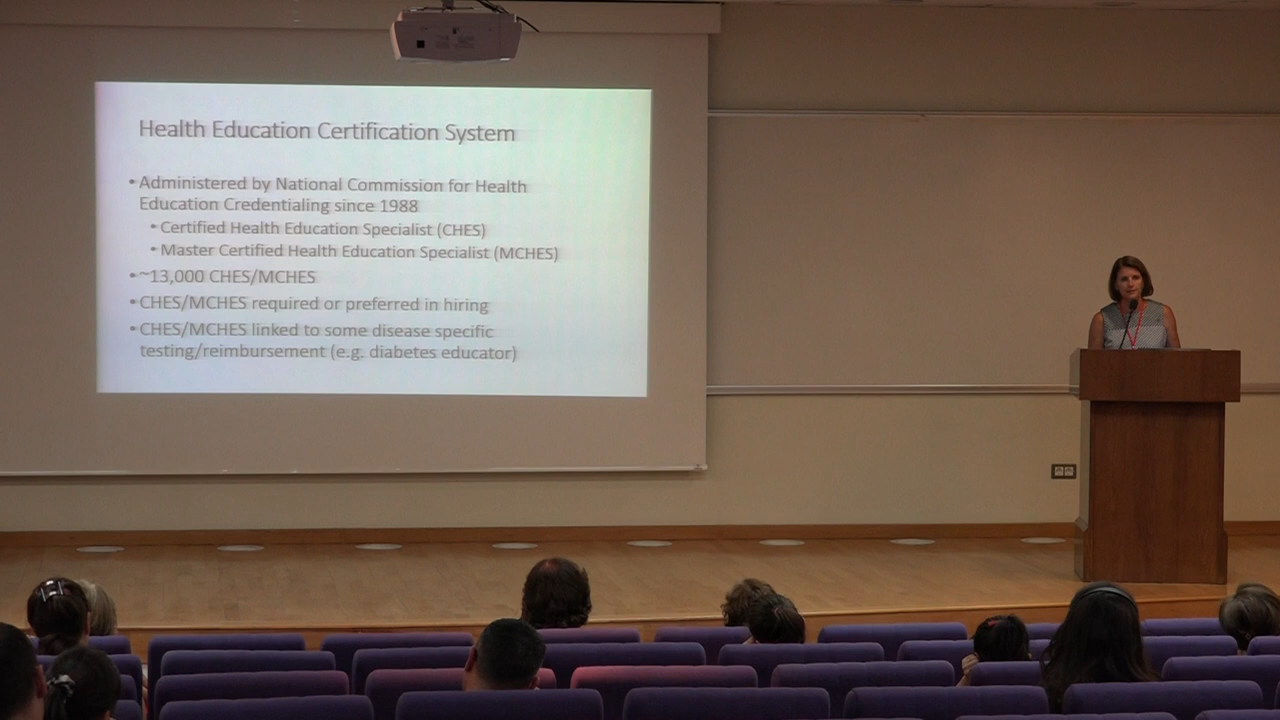 Health Education Certification System
•Administered by National Commission for Health
Education Credentialing since 1988
•Certified Health Education Specialist (CHES)
•Master Certified Health Education Specialist (MCHES)
•~13,000 CHES/MCHES
•CHES/MCHES required or preferred in hiring
•CHES/MCHES linked to some disease specific
testing/reimbursement (e.g. diabetes educator)